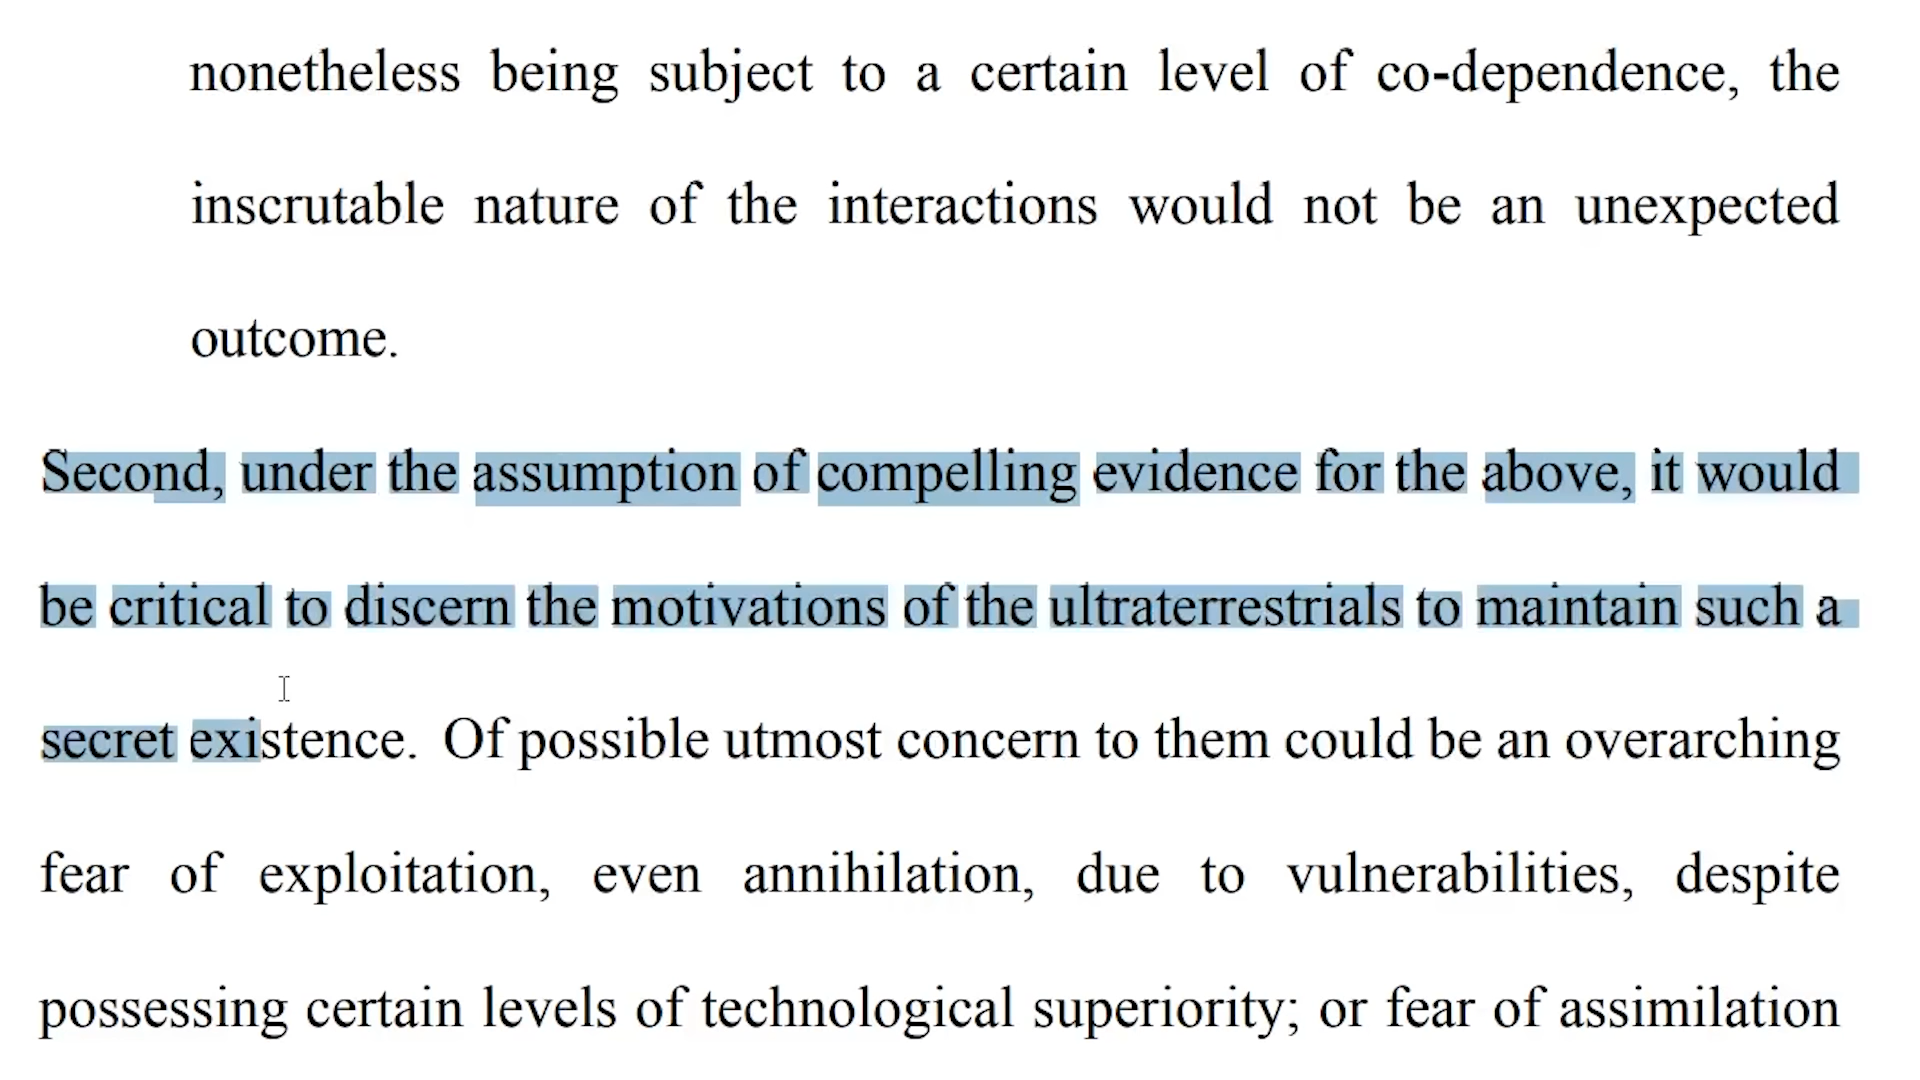 nonetheless being subject to a certain level of co-dependence, the
inscrutable nature of the interactions would not be an unexpected
outcome.
Second, under the assumption of compelling evidence for the above, it would
be critical to discern the motivations of the ultraterrestrials to maintain such a
secret existence. Of possible utmost concern to them could be an overarching
fear of exploitation, even annihilation, due to vulnerabilities, despite
possessing certain levels of technological superiority; or fear of assimilation